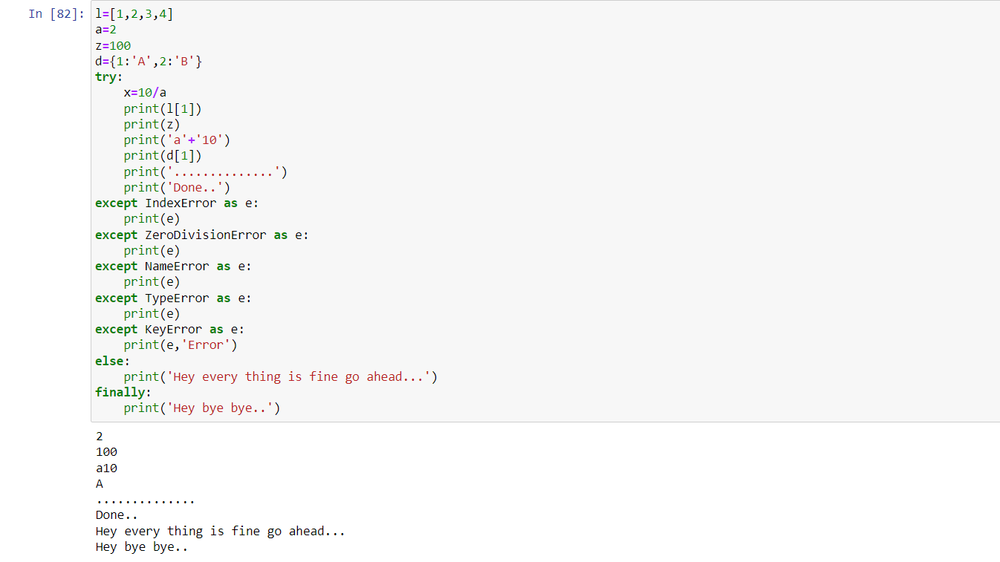 In [82]: l=[1,2,3,4]
a=2
z=100
d={1:'A',2:'B'}
try:
    x=10/a
    print(l[1])
    print(z)
    print('a'+'10')
    print(d[1])
    print('..............')
    print('Done..')
except IndexError as e:
    print(e)
except ZeroDivisionError as e:
    print(e)
except NameError as e:
    print(e)
except TypeError as e:
    print(e)
except KeyError as e:
    print(e,'Error')
else:
    print('Hey every thing is fine go ahead...')
finally:
    print('Hey bye bye..')
2
100
a10
A
..............
Done..
Hey every thing is fine go ahead...
Hey bye bye..